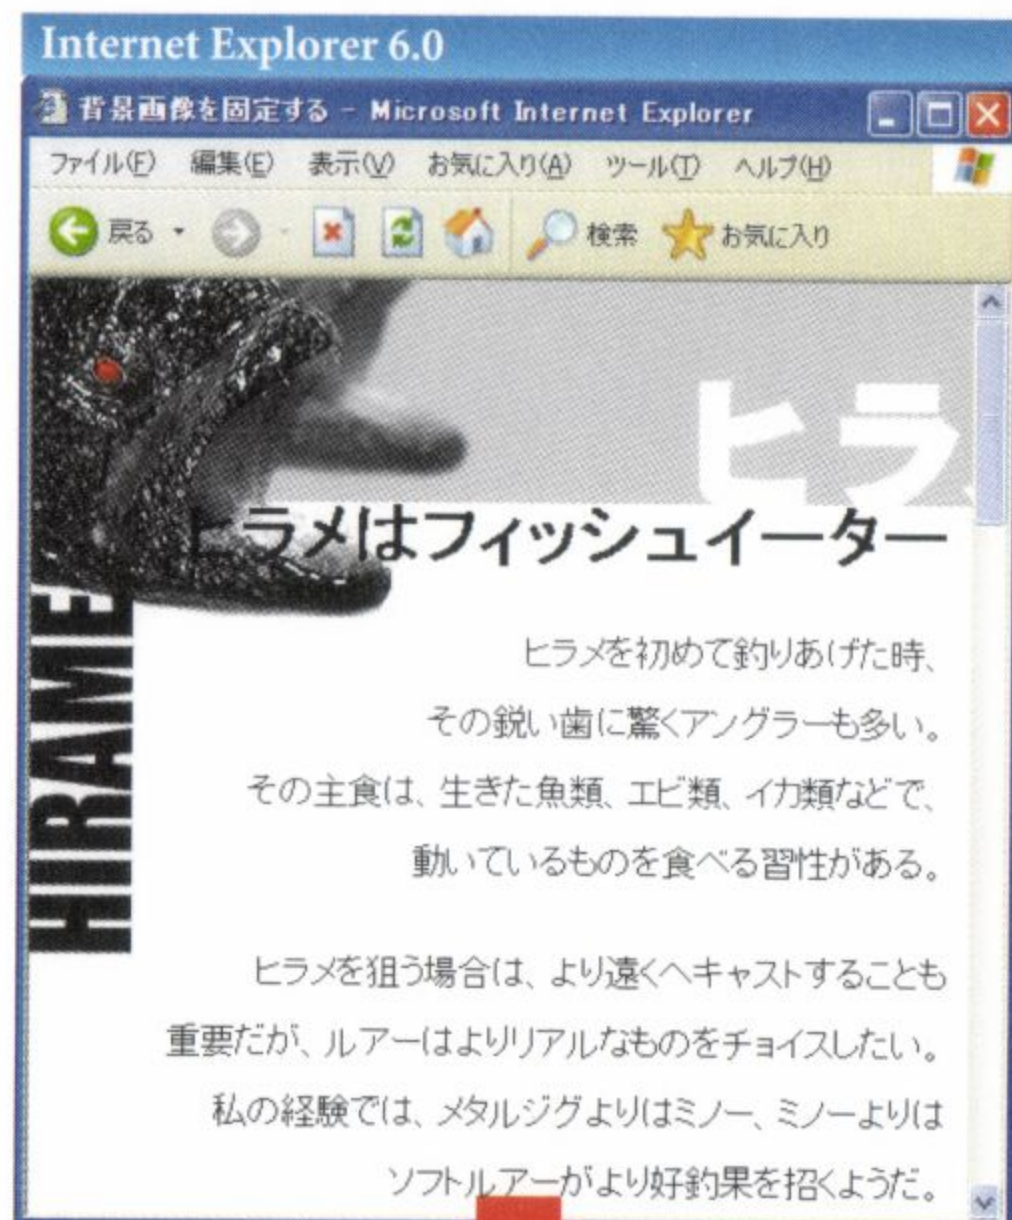 Internet Explorer 6.0
背景画像を固定する - Microsoft Internet Explorer
ファイル(F) 編集(E) 表示(V) お気に入り(A) ツール(T) ヘルプ(H)
戻る 検索 お気に入り
ヒラ
ヒラメはフィッシュイーター
HIRAME
ヒラメを初めて釣りあげた時、
その鋭い歯に驚くアングラーも多い。
その主食は、生きた魚類、エビ類、イカ類などで、
動いているものを食べる習性がある。
ヒラメを狙う場合は、より遠くへキャストすることも
重要だが、ルアーはよりリアルなものをチョイスしたい。
私の経験では、メタルジグよりはミノー、ミノーよりは
ソフトルアーがより好釣果を招くようだ。